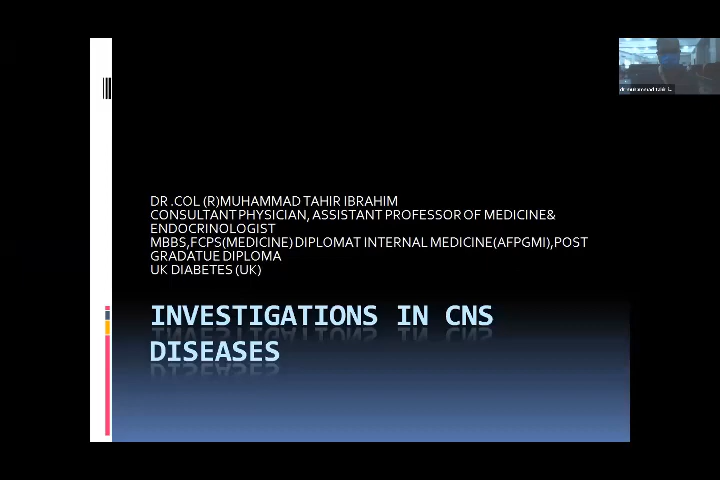 DR .COL (R)MUHAMMAD TAHIR IBRAHIM
CONSULTANT PHYSICIAN, ASSISTANT PROFESSOR OF MEDICINE&
ENDOCRINOLOGIST
MBBS,FCPS(MEDICINE) DIPLOMAT INTERNAL MEDICINE(AFPGMI),POST
GRADATUE DIPLOMA
UK DIABETES (UK)
INVESTIGATIONS IN CNS
DISEASES